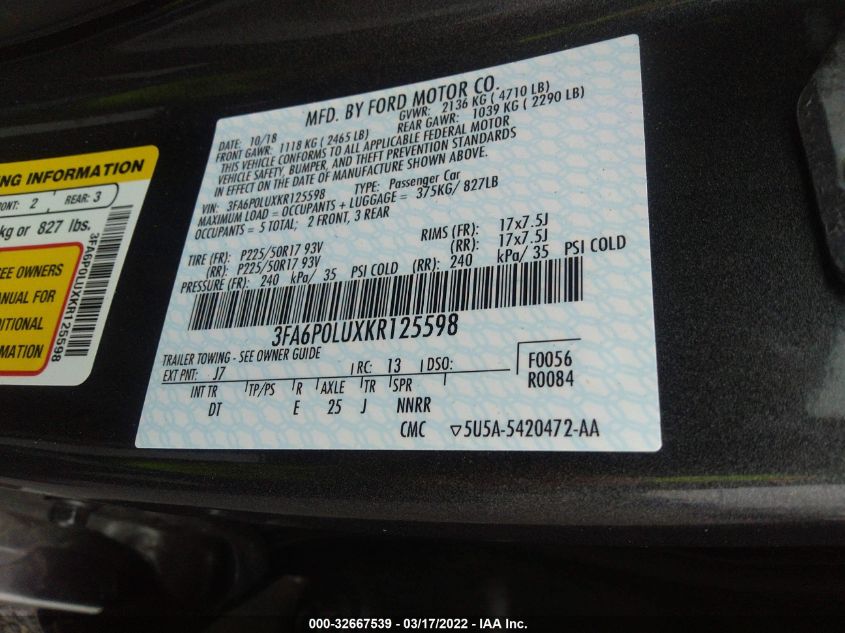 NG INFORMATION
ONT: 2 REAR: 3
kg or 827 lbs.
SEE OWNERS
ANUAL FOR
DITIONAL
MATION
3FA6P0LUXKR125598
MFD. BY FORD MOTOR CO.
DATE: 10/18 GVWR: 2136 KG ( 4710 LB)
FRONT GAWR: 1118 KG ( 2465 LB) REAR GAWR: 1039 KG ( 2290 LB)
THIS VEHICLE CONFORMS TO ALL APPLICABLE FEDERAL MOTOR
VEHICLE SAFETY, BUMPER, AND THEFT PREVENTION STANDARDS
IN EFFECT ON THE DATE OF MANUFACTURE SHOWN ABOVE.
VIN: 3FA6P0LUXKR125598 TYPE: Passenger Car
MAXIMUM LOAD = OCCUPANTS + LUGGAGE = 375KG/ 827LB
OCCUPANTS = 5 TOTAL; 2 FRONT, 3 REAR
TIRE (FR): P225/50R17 93V RIMS (FR): 17x7.5J
(RR): P225/50R17 93V (RR): 17x7.5J
PRESSURE (FR): 240 kPa/ 35 PSI COLD (RR): 240 kPa/ 35 PSI COLD
3FA6P0LUXKR125598
TRAILER TOWING - SEE OWNER GUIDE
EXT PNT: J7 RC: 13 DSO: F0056
R0084
INT TR TP/PS R AXLE TR SPR
DT E 25 J NNRR
CMC ▽5U5A-5420472-AA
000-32667539 - 03/17/2022 - IAA Inc.